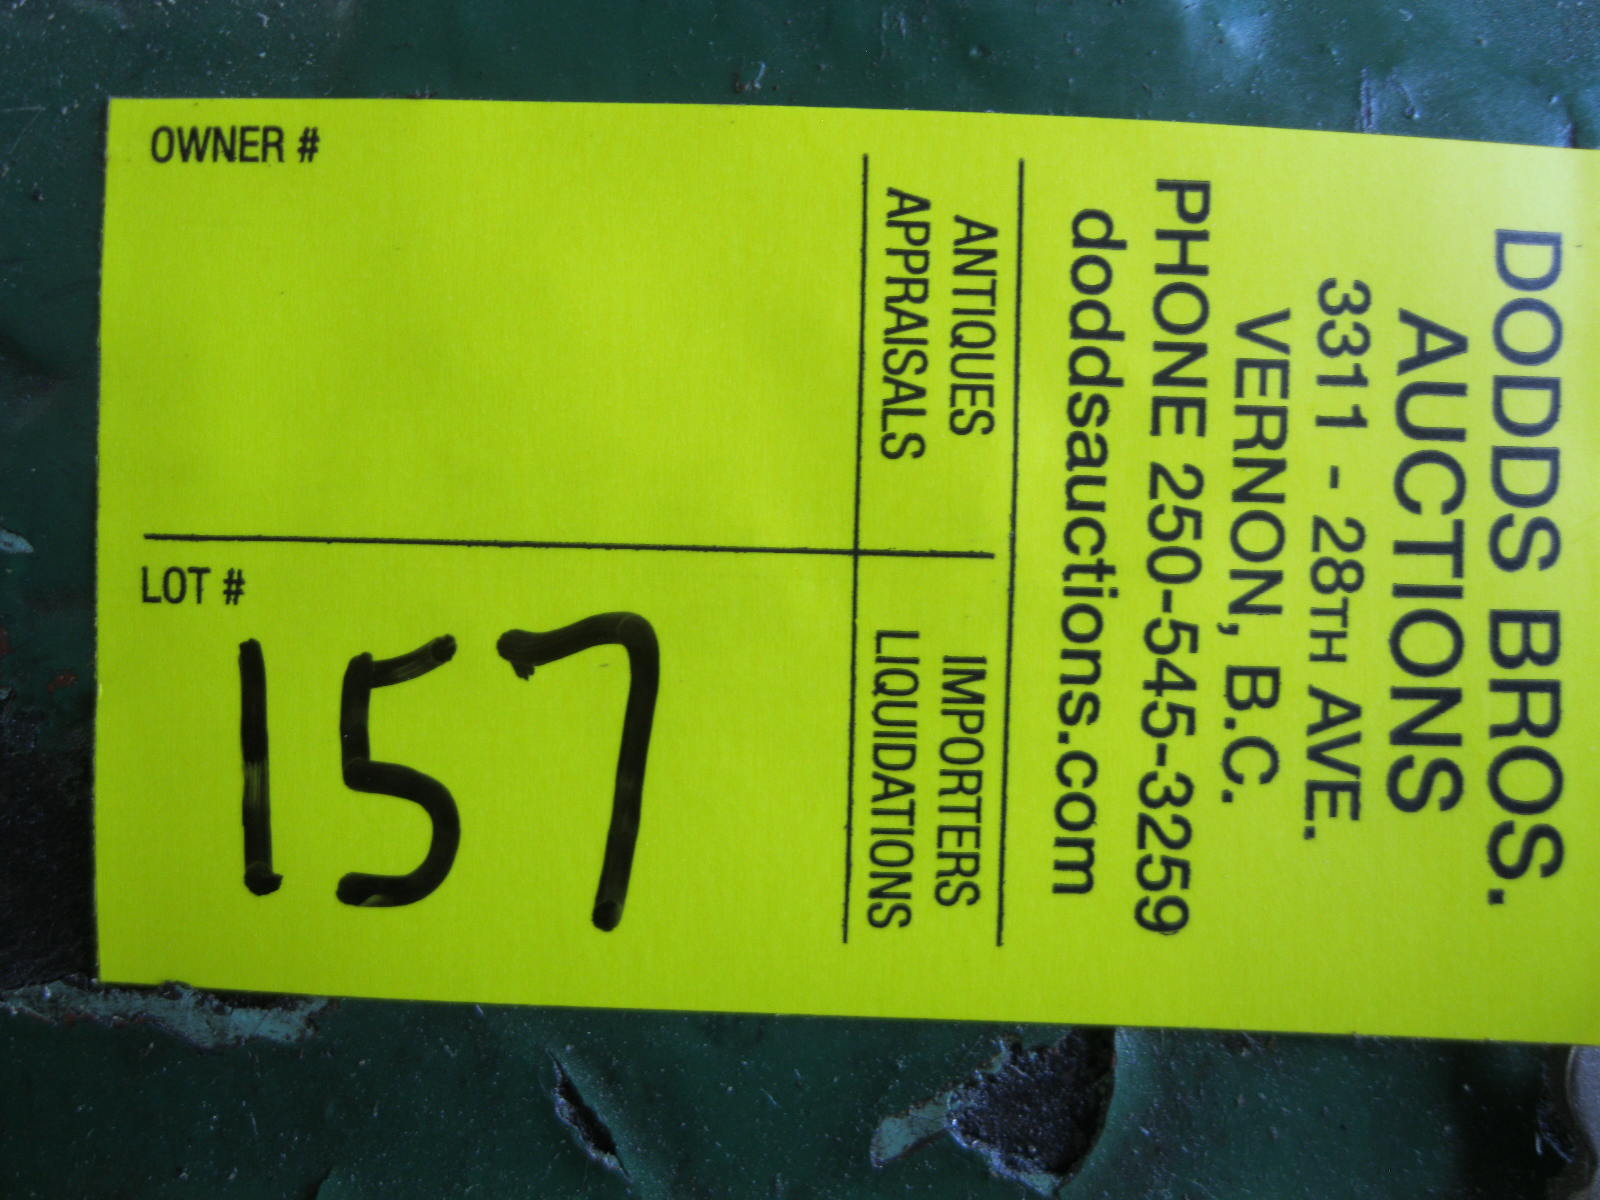 DODDS BROS.
AUCTIONS
3311 - 28TH AVE.
VERNON, B.C.
PHONE 250-545-3259
doddsauctions.com
ANTIQUES IMPORTERS
APPRAISALS LIQUIDATIONS
OWNER #
LOT #
157